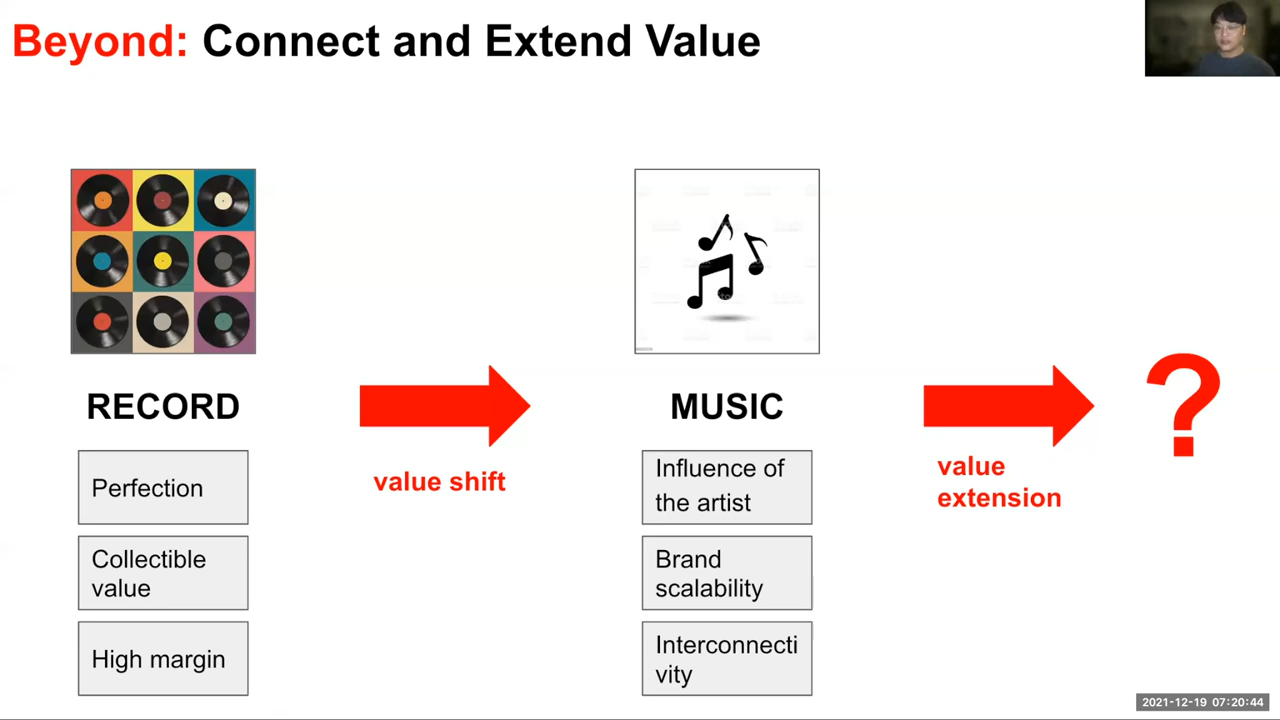 Beyond: Connect and Extend Value
RECORD
Perfection
Collectible
value
High margin
value shift
MUSIC
Influence of
the artist
Brand
scalability
Interconnecti
vity
value
extension
?
2021-12-19 07:20:44